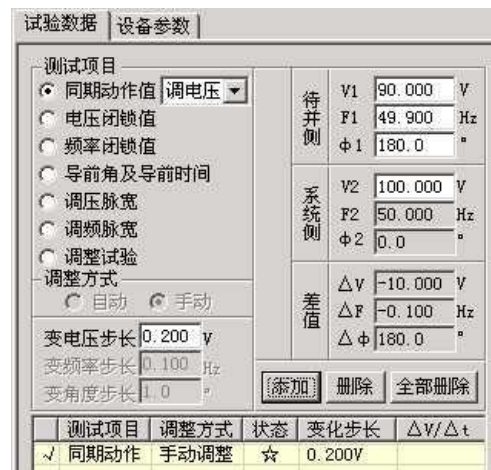 试验数据 设备参数
测试项目
同期动作值 调电压
电压闭锁值
频率闭锁值
导前角及导前时间
调压脉宽
调频脉宽
调整试验
调整方式
自动 手动
变电压步长 0.200 V
变频率步长 0.100 Hz
变角度步长 1.0 °
待并侧
V1 90.000 V
F1 49.900 Hz
Φ1 180.0 °
系统侧
V2 100.000 V
F2 50.000 Hz
Φ2 0.0 °
差值
△V -10.000 V
△F -0.100 Hz
△Φ 180.0 °
添加 删除 全部删除
测试项目 调整方式 状态 变化步长 △V/△t
√ 同期动作 手动调整 ☆ 0.200V